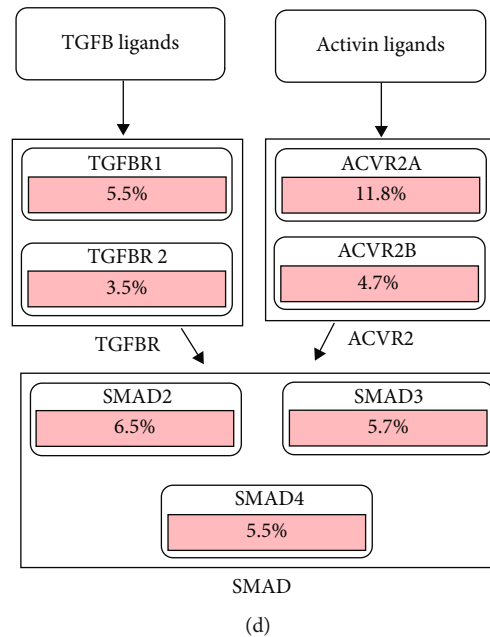 TGFB ligands
Activin ligands
TGFBR1
5.5%
TGFBR 2
3.5%
TGFBR
ACVR2A
11.8%
ACVR2B
4.7%
ACVR2
SMAD2
6.5%
SMAD3
5.7%
SMAD4
5.5%
SMAD
(d)